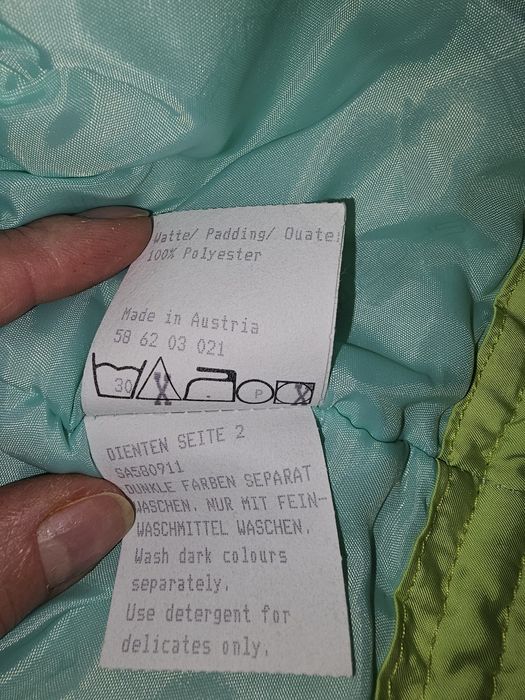 Watte/ Padding/ Ouate:
100% Polyester
Made in Austria
58 62 03 021
30 P
DIENTEN SEITE 2
SA580911
DUNKLE FARBEN SEPARAT
WASCHEN. NUR MIT FEIN-
WASCHMITTEL WASCHEN.
Wash dark colours
separately.
Use detergent for
delicates only.